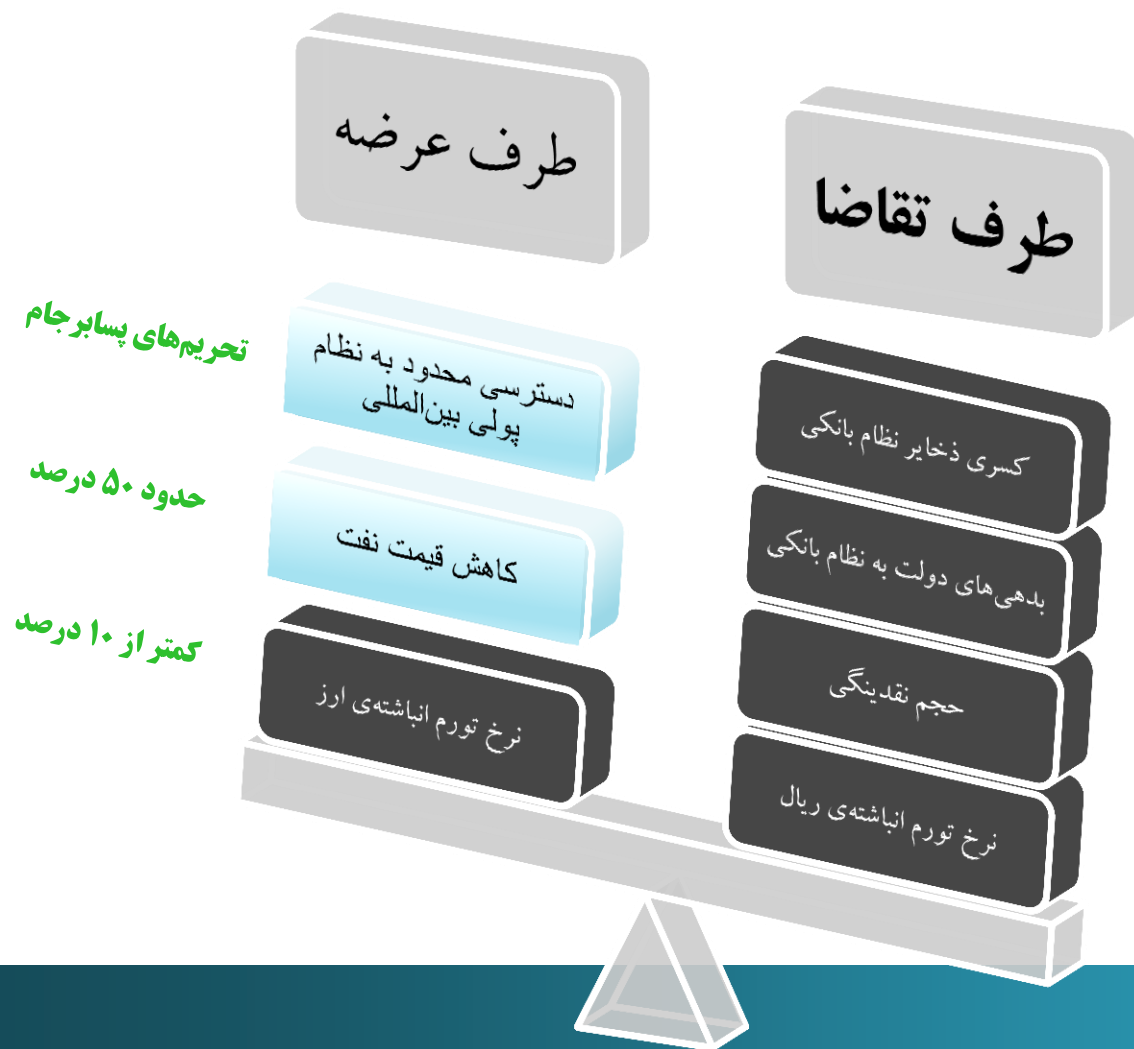 طرف تقاضا
کسری ذخایر نظام بانکی
بدهی‌های دولت به نظام بانکی
حجم نقدینگی
نرخ تورم انباشته‌ی ریال
طرف عرضه
دسترسی محدود به نظام
پولی بین‌المللی
کاهش قیمت نفت
نرخ تورم انباشته‌ی ارز
تحریم‌های پسابرجام
حدود ۵۰ درصد
کمتر از ۱۰ درصد